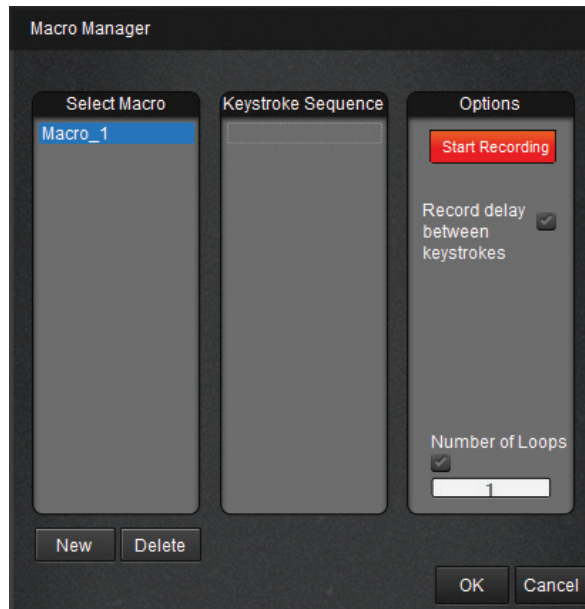 Macro Manager
Select Macro
Keystroke Sequence
Options
Macro_1
Start Recording
Record delay
between
keystrokes
Number of Loops
1
New
Delete
OK
Cancel